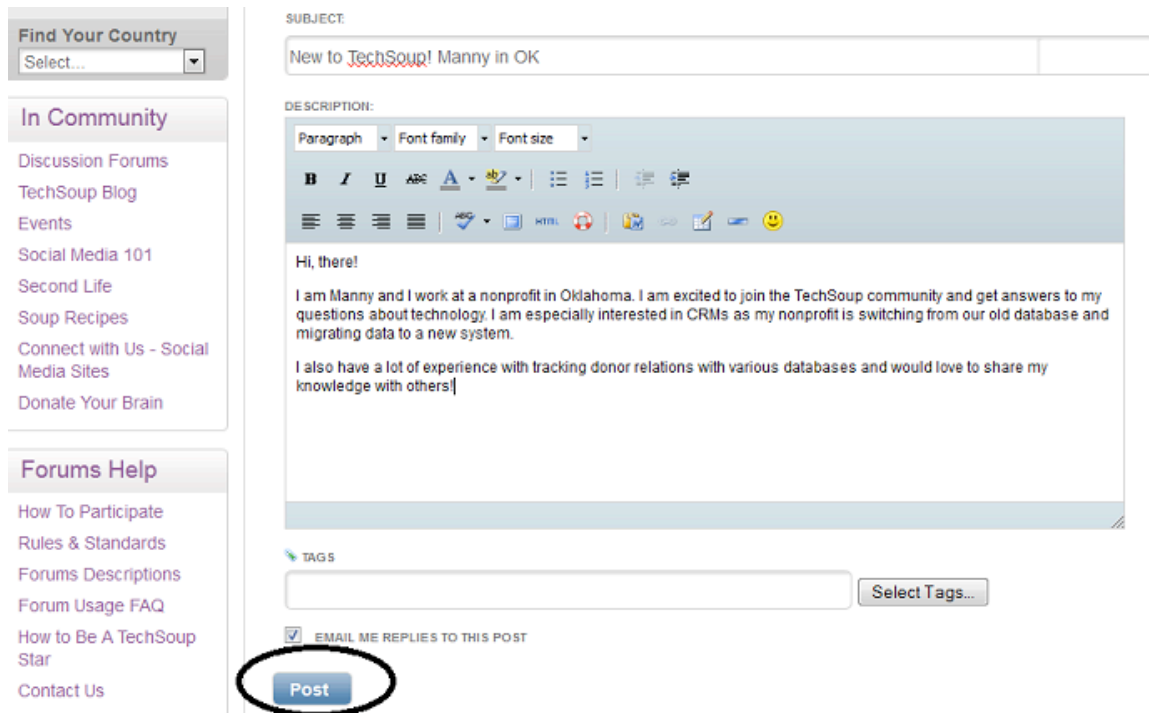 Find Your Country
Select...
In Community
Discussion Forums
TechSoup Blog
Events
Social Media 101
Second Life
Soup Recipes
Connect with Us - Social
Media Sites
Donate Your Brain
Forums Help
How To Participate
Rules & Standards
Forums Descriptions
Forum Usage FAQ
How to Be A TechSoup
Star
Contact Us
SUBJECT:
New to TechSoup! Manny in OK
DESCRIPTION:
Paragraph Font family Font size
B I U ABC A ab
ABC HTML
Hi, there!
I am Manny and I work at a nonprofit in Oklahoma. I am excited to join the TechSoup community and get answers to my
questions about technology. I am especially interested in CRMs as my nonprofit is switching from our old database and
migrating data to a new system.
I also have a lot of experience with tracking donor relations with various databases and would love to share my
knowledge with others!
TAGS
Select Tags...
EMAIL ME REPLIES TO THIS POST
Post